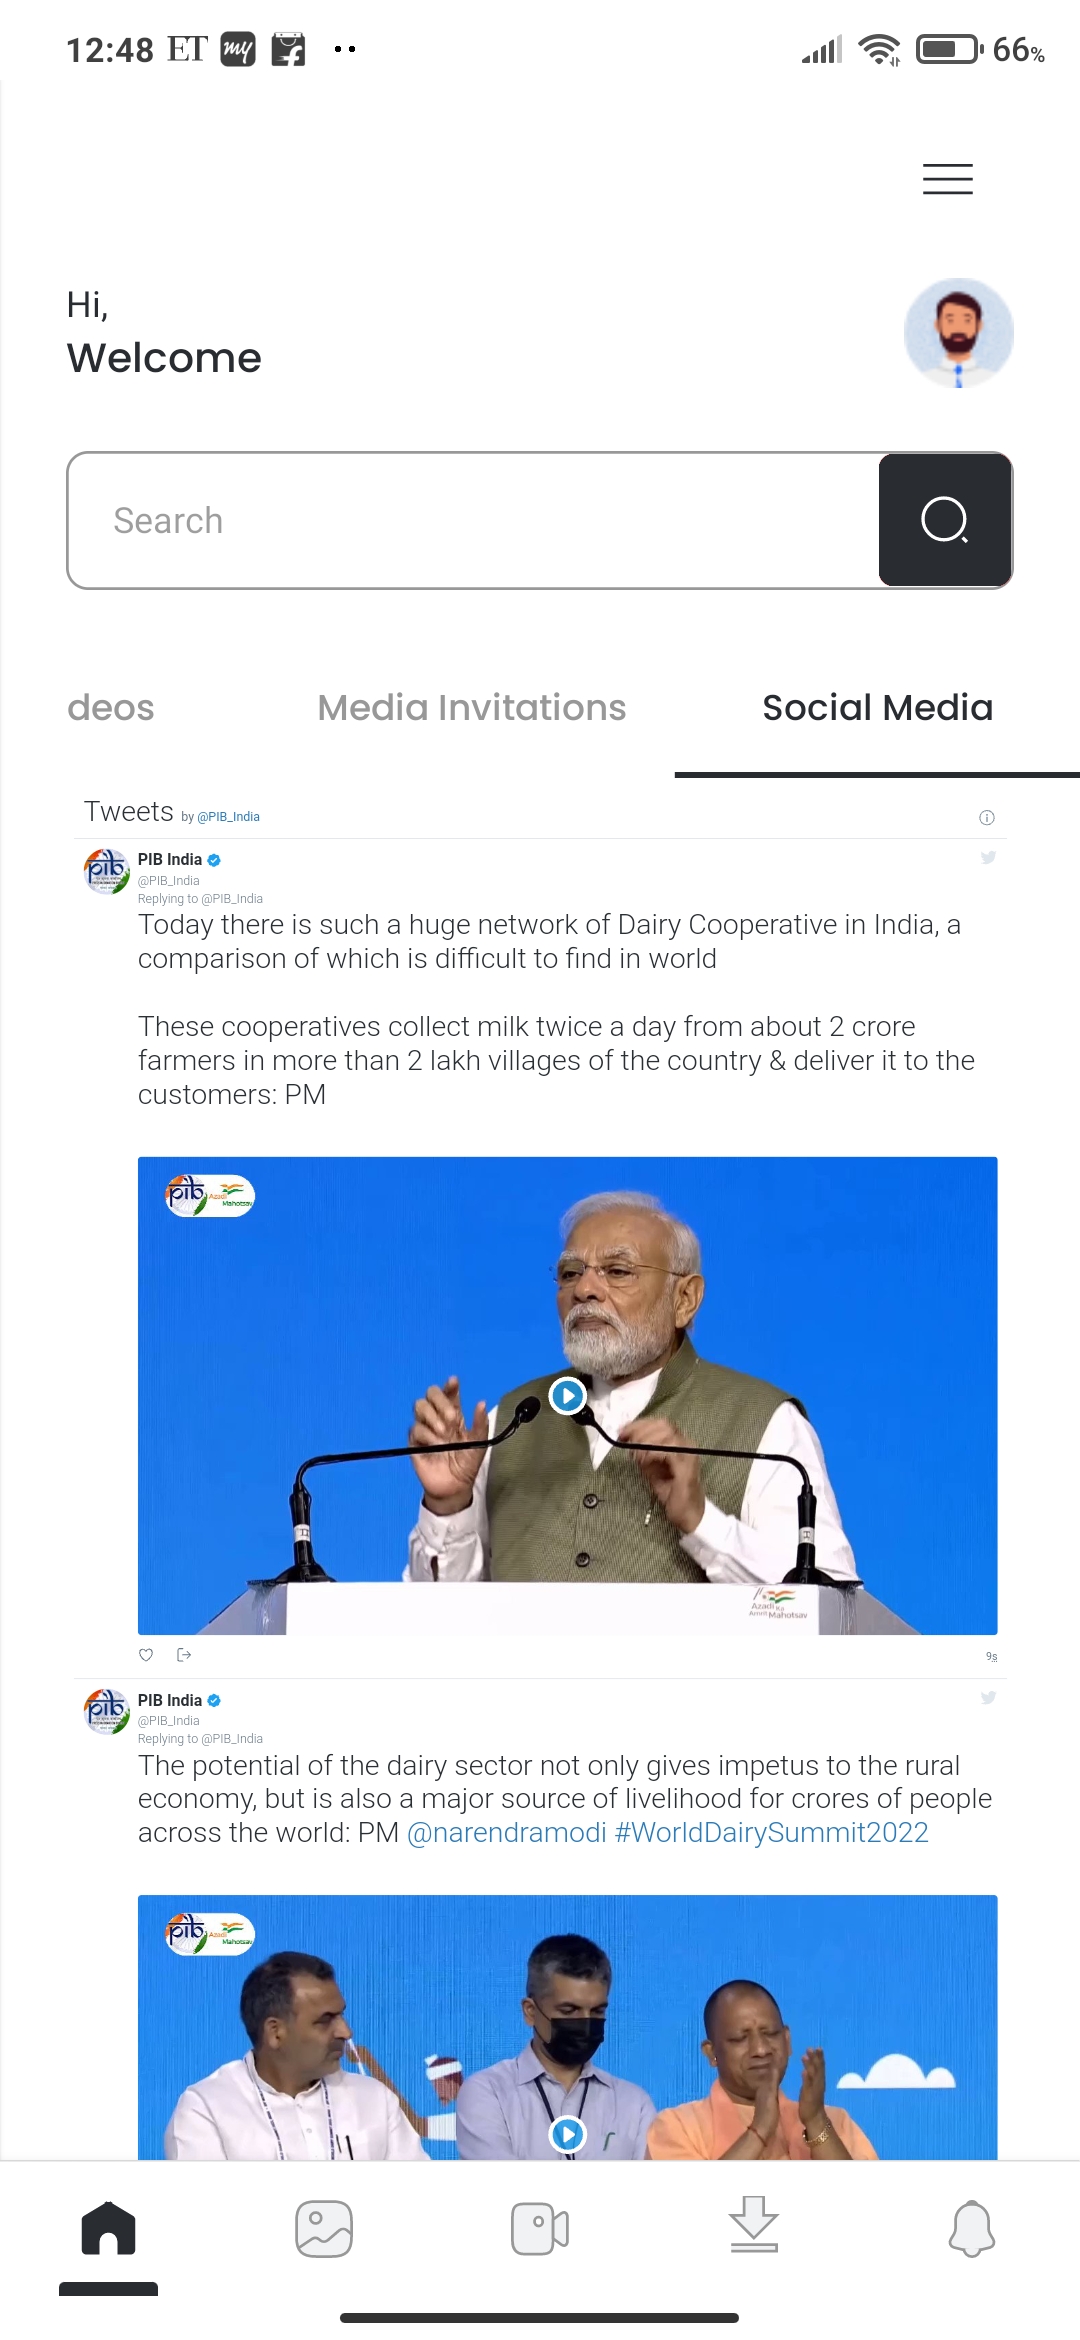 12:48 ET my
66%
Hi,
Welcome
Search
deos Media Invitations Social Media
Tweets by @PIB_India
PIB India
@PIB_India
Replying to @PIB_India
Today there is such a huge network of Dairy Cooperative in India, a
comparison of which is difficult to find in world
These cooperatives collect milk twice a day from about 2 crore
farmers in more than 2 lakh villages of the country & deliver it to the
customers: PM
pib Azadi
Mahotsav
Azadi Ka
Amrit Mahotsav
9s
PIB India
@PIB_India
Replying to @PIB_India
The potential of the dairy sector not only gives impetus to the rural
economy, but is also a major source of livelihood for crores of people
across the world: PM @narendramodi #WorldDairySummit2022
pib Azadi
Mahotsav